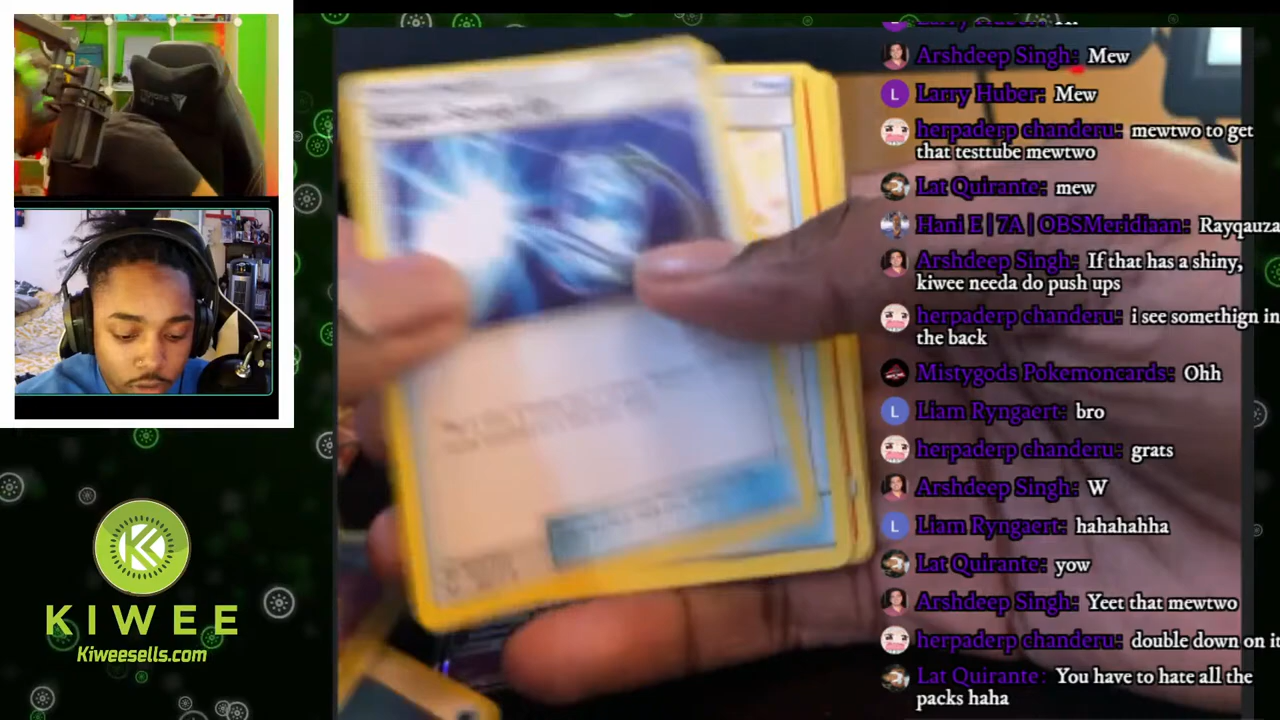 Arshdeep Singh: Mew
Larry Huber: Mew
herpaderp chanderu: mewtwo to get
that testtube mewtwo
Lat Quirante: mew
Hani E | 7A | OBSMeridiaan: Rayqauza
Arshdeep Singh: If that has a shiny,
kiwee needa do push ups
herpaderp chanderu: i see somethign in
the back
Mistygods Pokemoncards: Ohh
Liam Ryngaert: bro
herpaderp chanderu: grats
Arshdeep Singh: W
Liam Ryngaert: hahahahha
Lat Quirante: yow
Arshdeep Singh: Yeet that mewtwo
herpaderp chanderu: double down on it
Lat Quirante: You have to hate all the
packs haha
KIWEE
Kiweesells.com